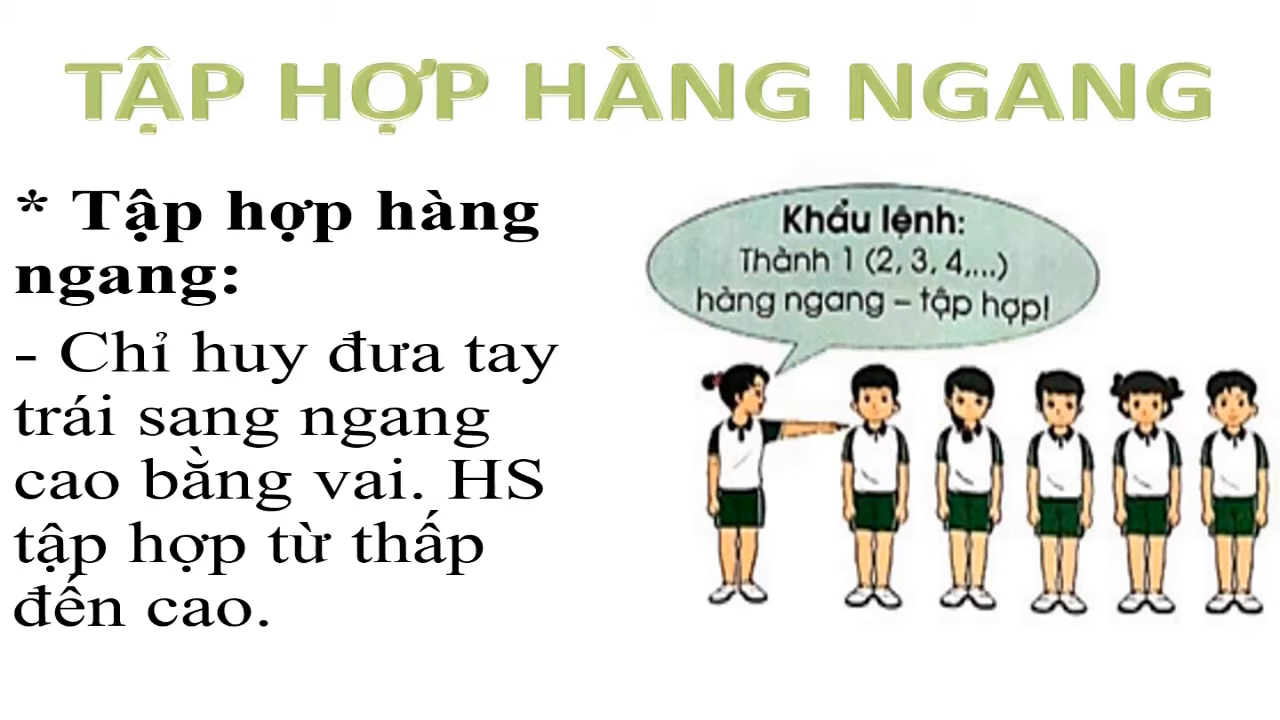 TẬP HỢP HÀNG NGANG
* Tập hợp hàng
ngang:
- Chỉ huy đưa tay
trái sang ngang
cao bằng vai. HS
tập hợp từ thấp
đến cao.
Khẩu lệnh:
Thành 1 (2, 3, 4,...)
hàng ngang – tập hợp!